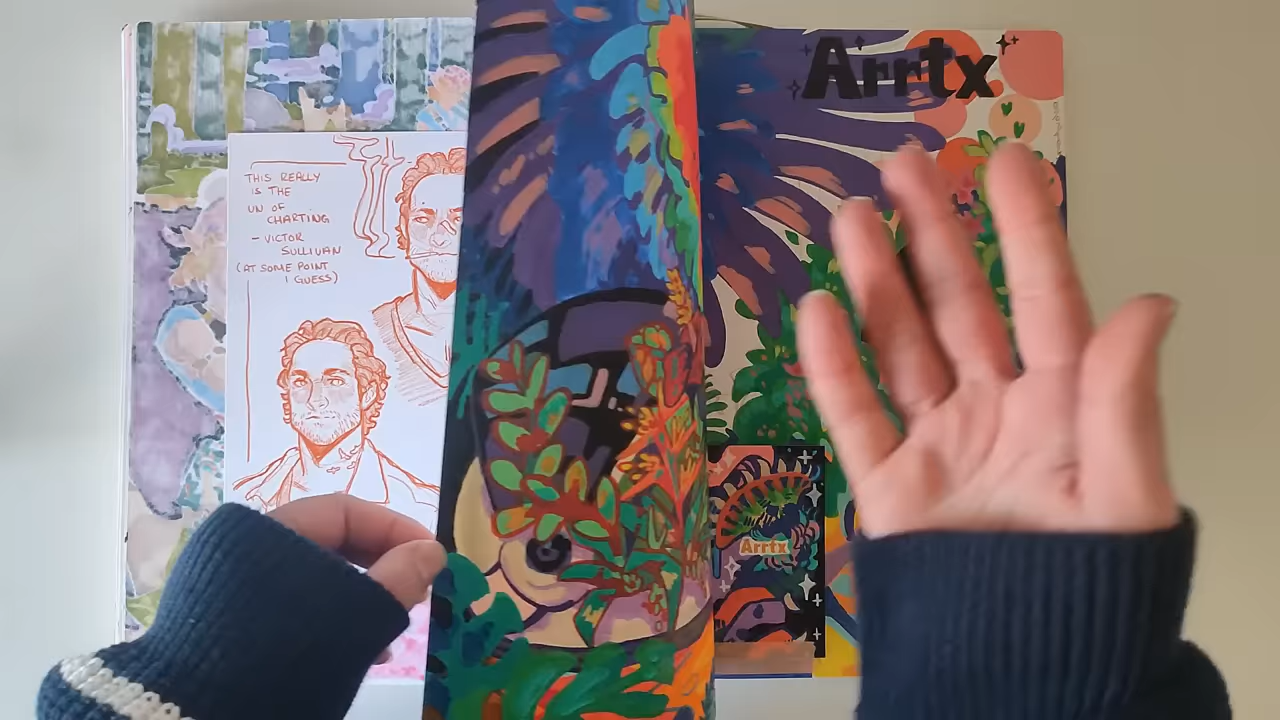 THIS REALLY
IS THE
UN OF
CHARTING
- VICTOR
SULLIVAN
(AT SOME POINT
I GUESS)
Arrtx
Arrtx